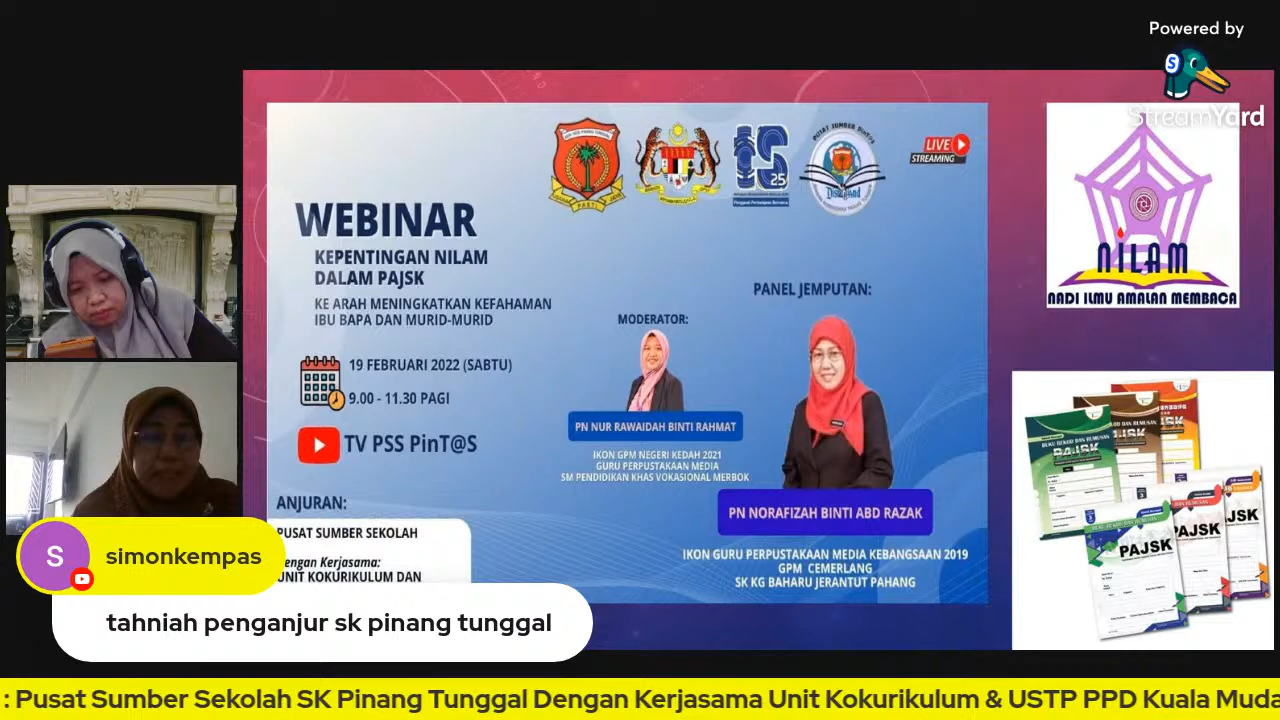 Powered by
StreamYard
LIVE
STREAMING
PUSAT SUMBER PinT@S
25
WEBINAR
KEPENTINGAN NILAM
DALAM PAJSK
KE ARAH MENINGKATKAN KEFAHAMAN
IBU BAPA DAN MURID-MURID
19 FEBRUARI 2022 (SABTU)
9.00 - 11.30 PAGI
TV PSS PinT@S
ANJURAN:
PUSAT SUMBER SEKOLAH
dengan Kerjasama:
UNIT KOKURIKULUM DAN
MODERATOR:
PN NUR RAWAIDAH BINTI RAHMAT
IKON GPM NEGERI KEDAH 2021
GURU PERPUSTAKAAN MEDIA
SM PENDIDIKAN KHAS VOKASIONAL MERBOK
PANEL JEMPUTAN:
PN NORAFIZAH BINTI ABD RAZAK
IKON GURU PERPUSTAKAAN MEDIA KEBANGSAAN 2019
GPM CEMERLANG
SK KG BAHARU JERANTUT PAHANG
NILAM
NADI ILMU AMALAN MEMBACA
PAJSK
PAJSK
PAJSK
PAJSK
PAJSK
S
simonkempas
tahniah penganjur sk pinang tunggal
: Pusat Sumber Sekolah SK Pinang Tunggal Dengan Kerjasama Unit Kokurikulum & USTP PPD Kuala Muda